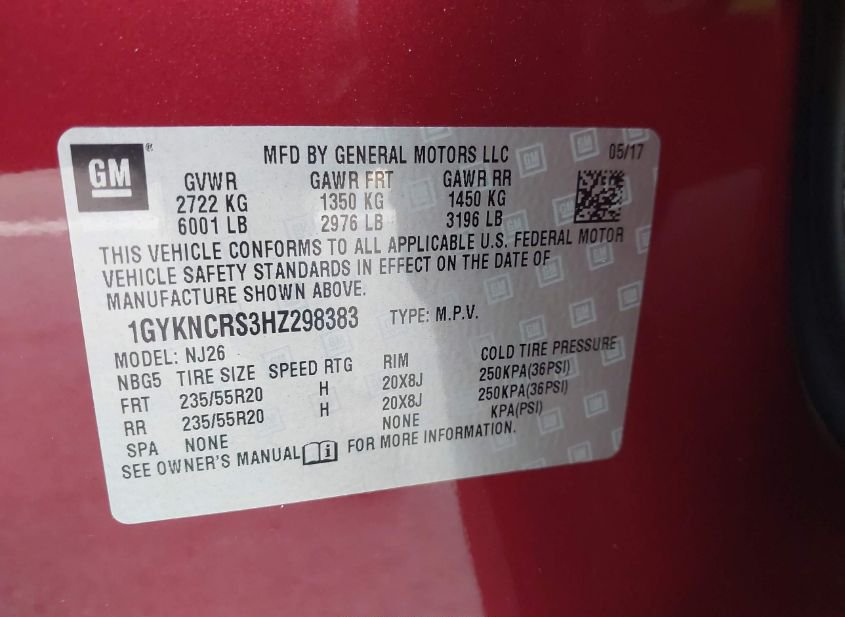 GM ®
MFD BY GENERAL MOTORS LLC 05/17
GVWR GAWR FRT GAWR RR
2722 KG 1350 KG 1450 KG
6001 LB 2976 LB 3196 LB
THIS VEHICLE CONFORMS TO ALL APPLICABLE U.S. FEDERAL MOTOR
VEHICLE SAFETY STANDARDS IN EFFECT ON THE DATE OF
MANUFACTURE SHOWN ABOVE.
1GYKNCRS3HZ298383 TYPE: M.P.V.
MODEL: NJ26
NBG5 TIRE SIZE SPEED RTG RIM COLD TIRE PRESSURE
FRT 235/55R20 H 20X8J 250KPA(36PSI)
RR 235/55R20 H 20X8J 250KPA(36PSI)
SPA NONE NONE KPA(PSI)
SEE OWNER'S MANUAL i FOR MORE INFORMATION.